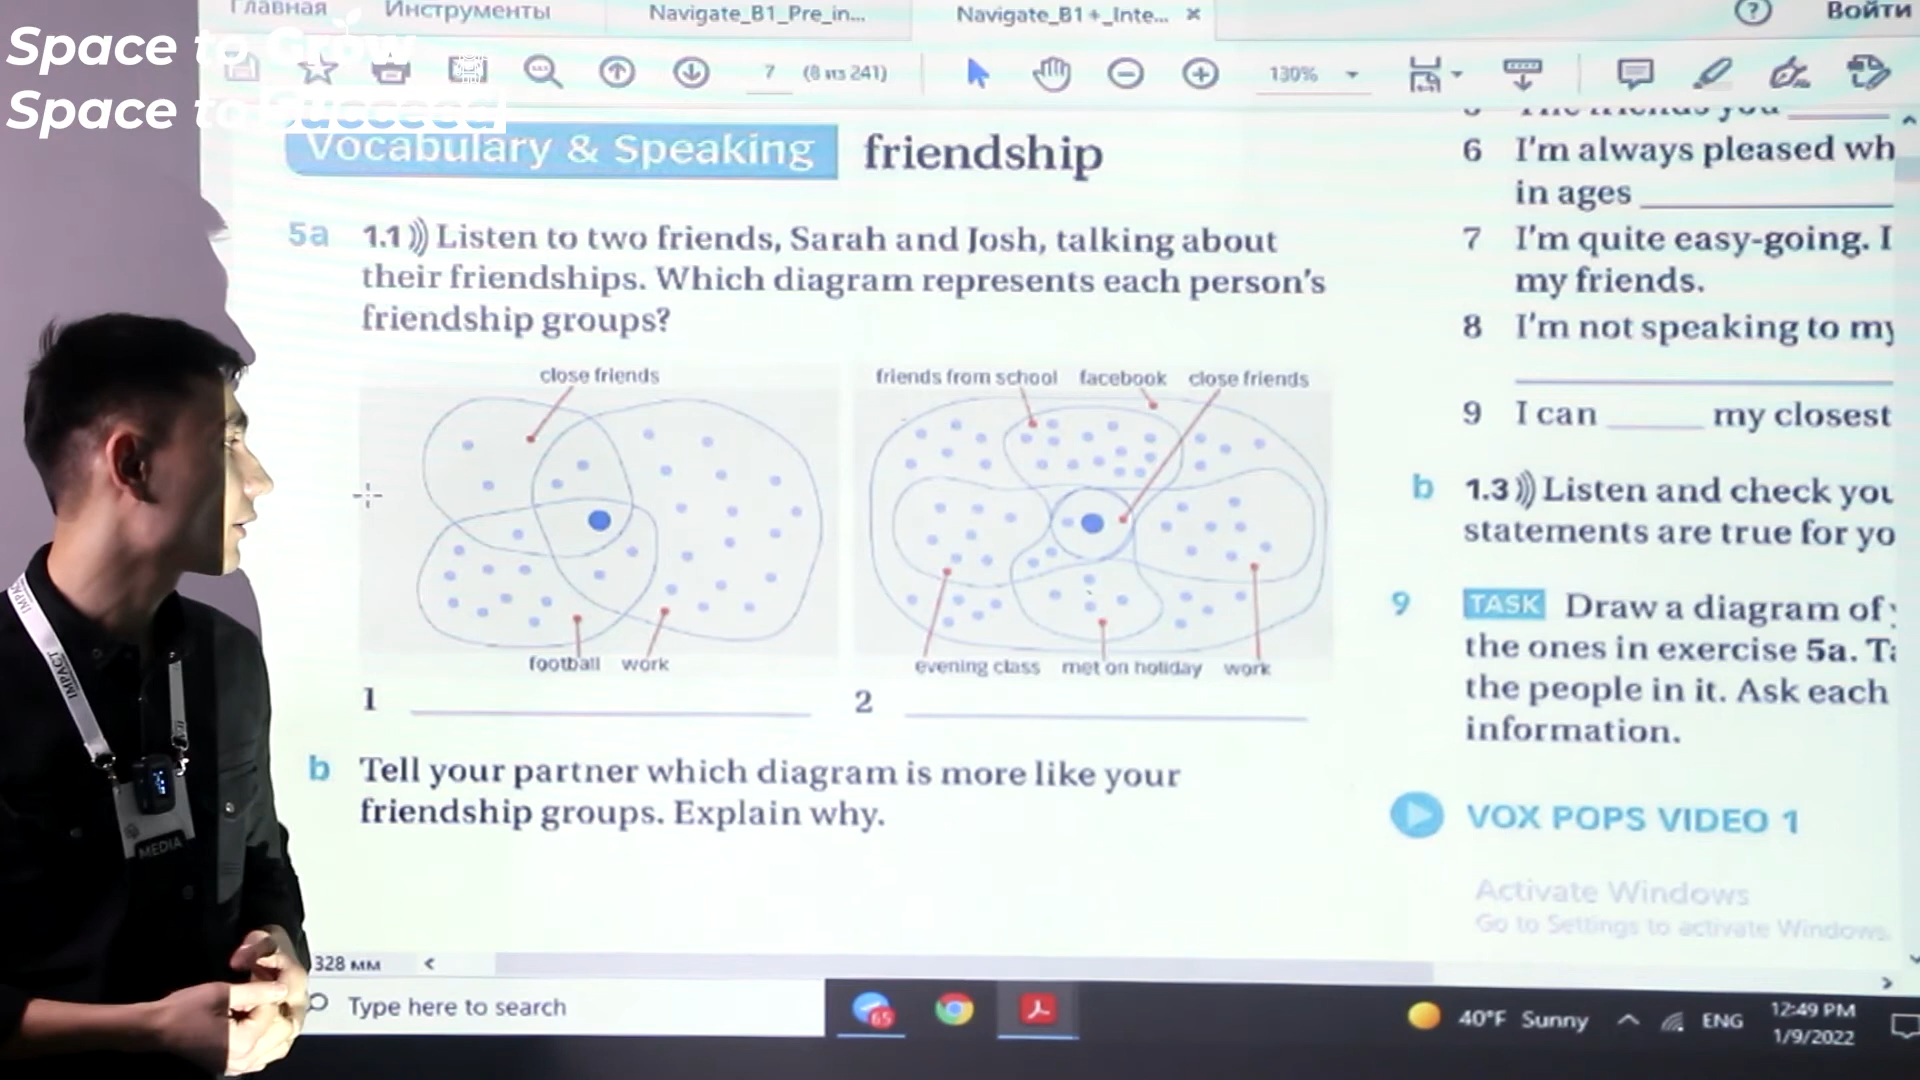 Главная
Инструменты
Navigate_B1_Pre_in...
Navigate_B1+_Inte...
Войти
Space to Grow
Space to Succeed
7 (8 из 241)
130%
Vocabulary & Speaking friendship
5a 1.1 Listen to two friends, Sarah and Josh, talking about
their friendships. Which diagram represents each person's
friendship groups?
close friends
football work
1
friends from school facebook close friends
evening class met on holiday work
2
b Tell your partner which diagram is more like your
friendship groups. Explain why.
The friends you
6 I'm always pleased wh
in ages
7 I'm quite easy-going. I
my friends.
8 I'm not speaking to my
9 I can ____ my closest
b 1.3 Listen and check you
statements are true for yo
9 TASK Draw a diagram of
the ones in exercise 5a. Ta
the people in it. Ask each
information.
VOX POPS VIDEO 1
Activate Windows
Go to Settings to activate Windows.
328 мм
Type here to search
65
40°F Sunny
ENG
12:49 PM
1/9/2022
IMPACT
IMPACT
MEDIA